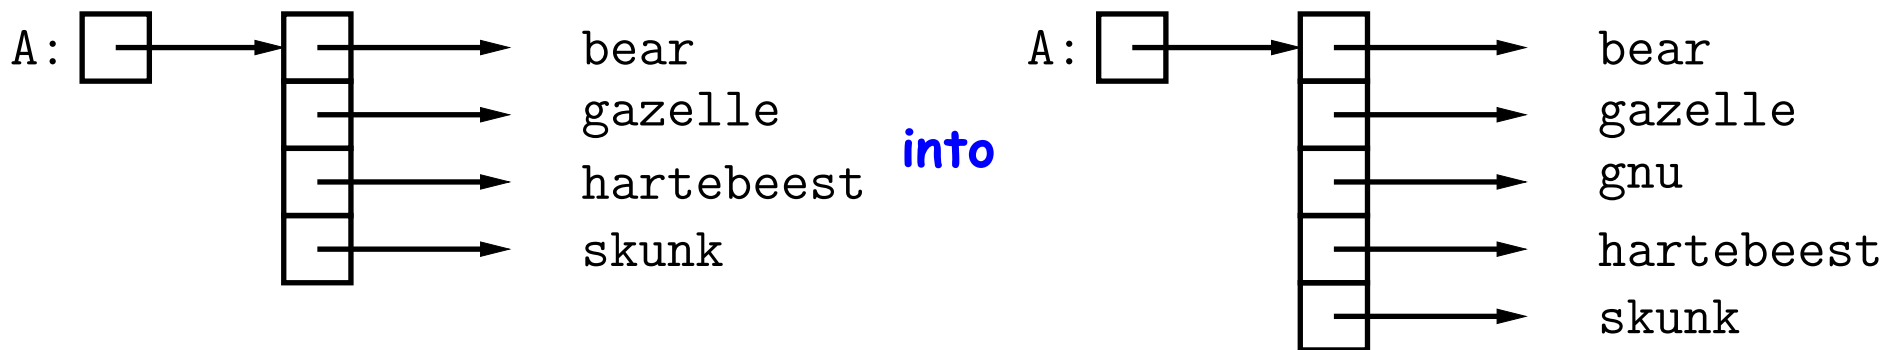 A:
bear
gazelle
hartebeest
skunk
into
A:
bear
gazelle
gnu
hartebeest
skunk